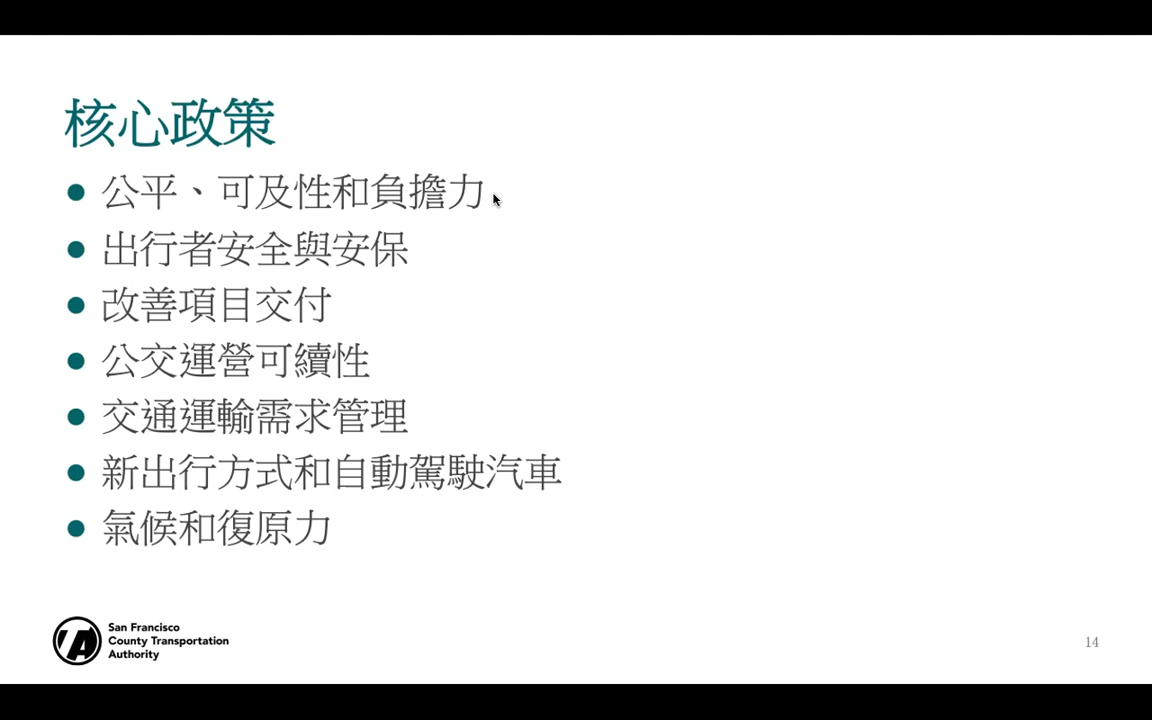 核心政策
公平、可及性和負擔力
出行者安全與安保
改善項目交付
公交運營可續性
交通運輸需求管理
新出行方式和自動駕駛汽車
氣候和復原力
San Francisco
County Transportation
Authority
14